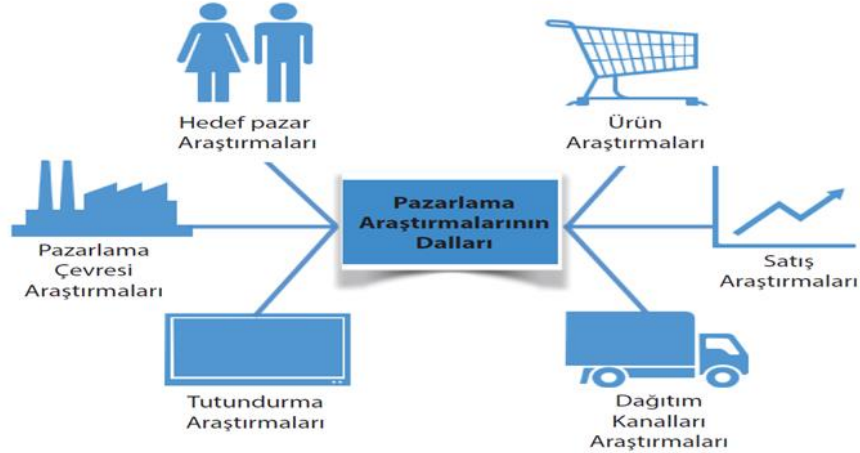 Hedef pazar
Araştırmaları
Ürün
Araştırmaları
Pazarlama
Araştırmalarının
Dalları
Pazarlama
Çevresi
Araştırmaları
Satış
Araştırmaları
Tutundurma
Araştırmaları
Dağıtım
Kanalları
Araştırmaları